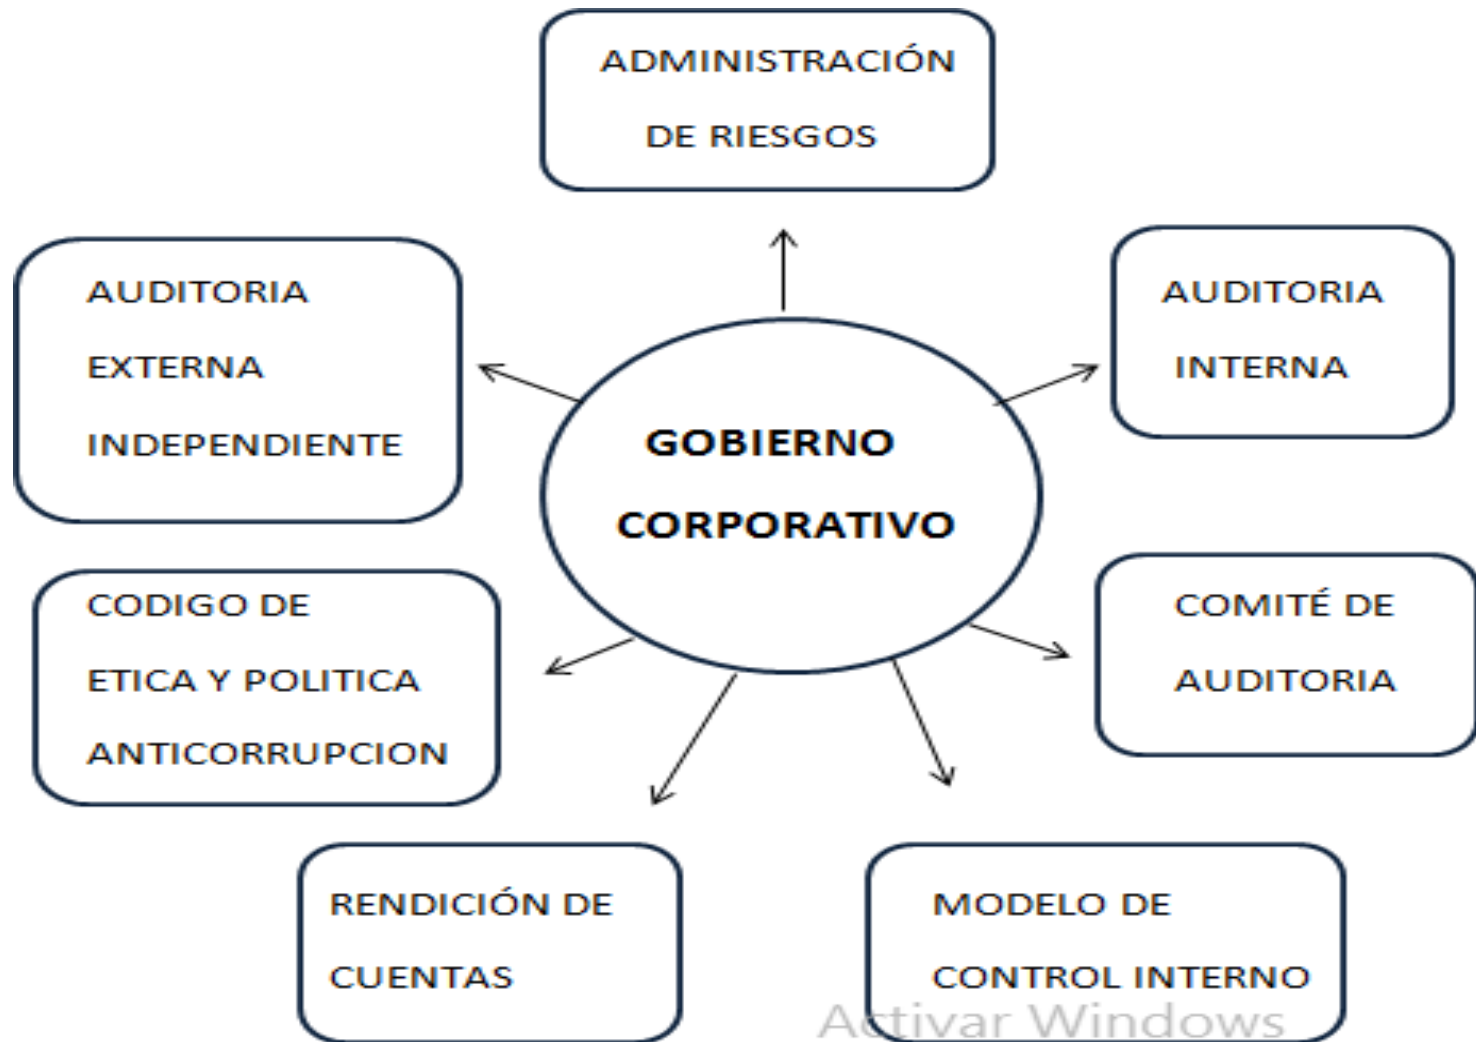 ADMINISTRACIÓN
DE RIESGOS
AUDITORIA
EXTERNA
INDEPENDIENTE
AUDITORIA
INTERNA
GOBIERNO
CORPORATIVO
CODIGO DE
ETICA Y POLITICA
ANTICORRUPCION
COMITÉ DE
AUDITORIA
RENDICIÓN DE
CUENTAS
MODELO DE
CONTROL INTERNO
Activar Windows